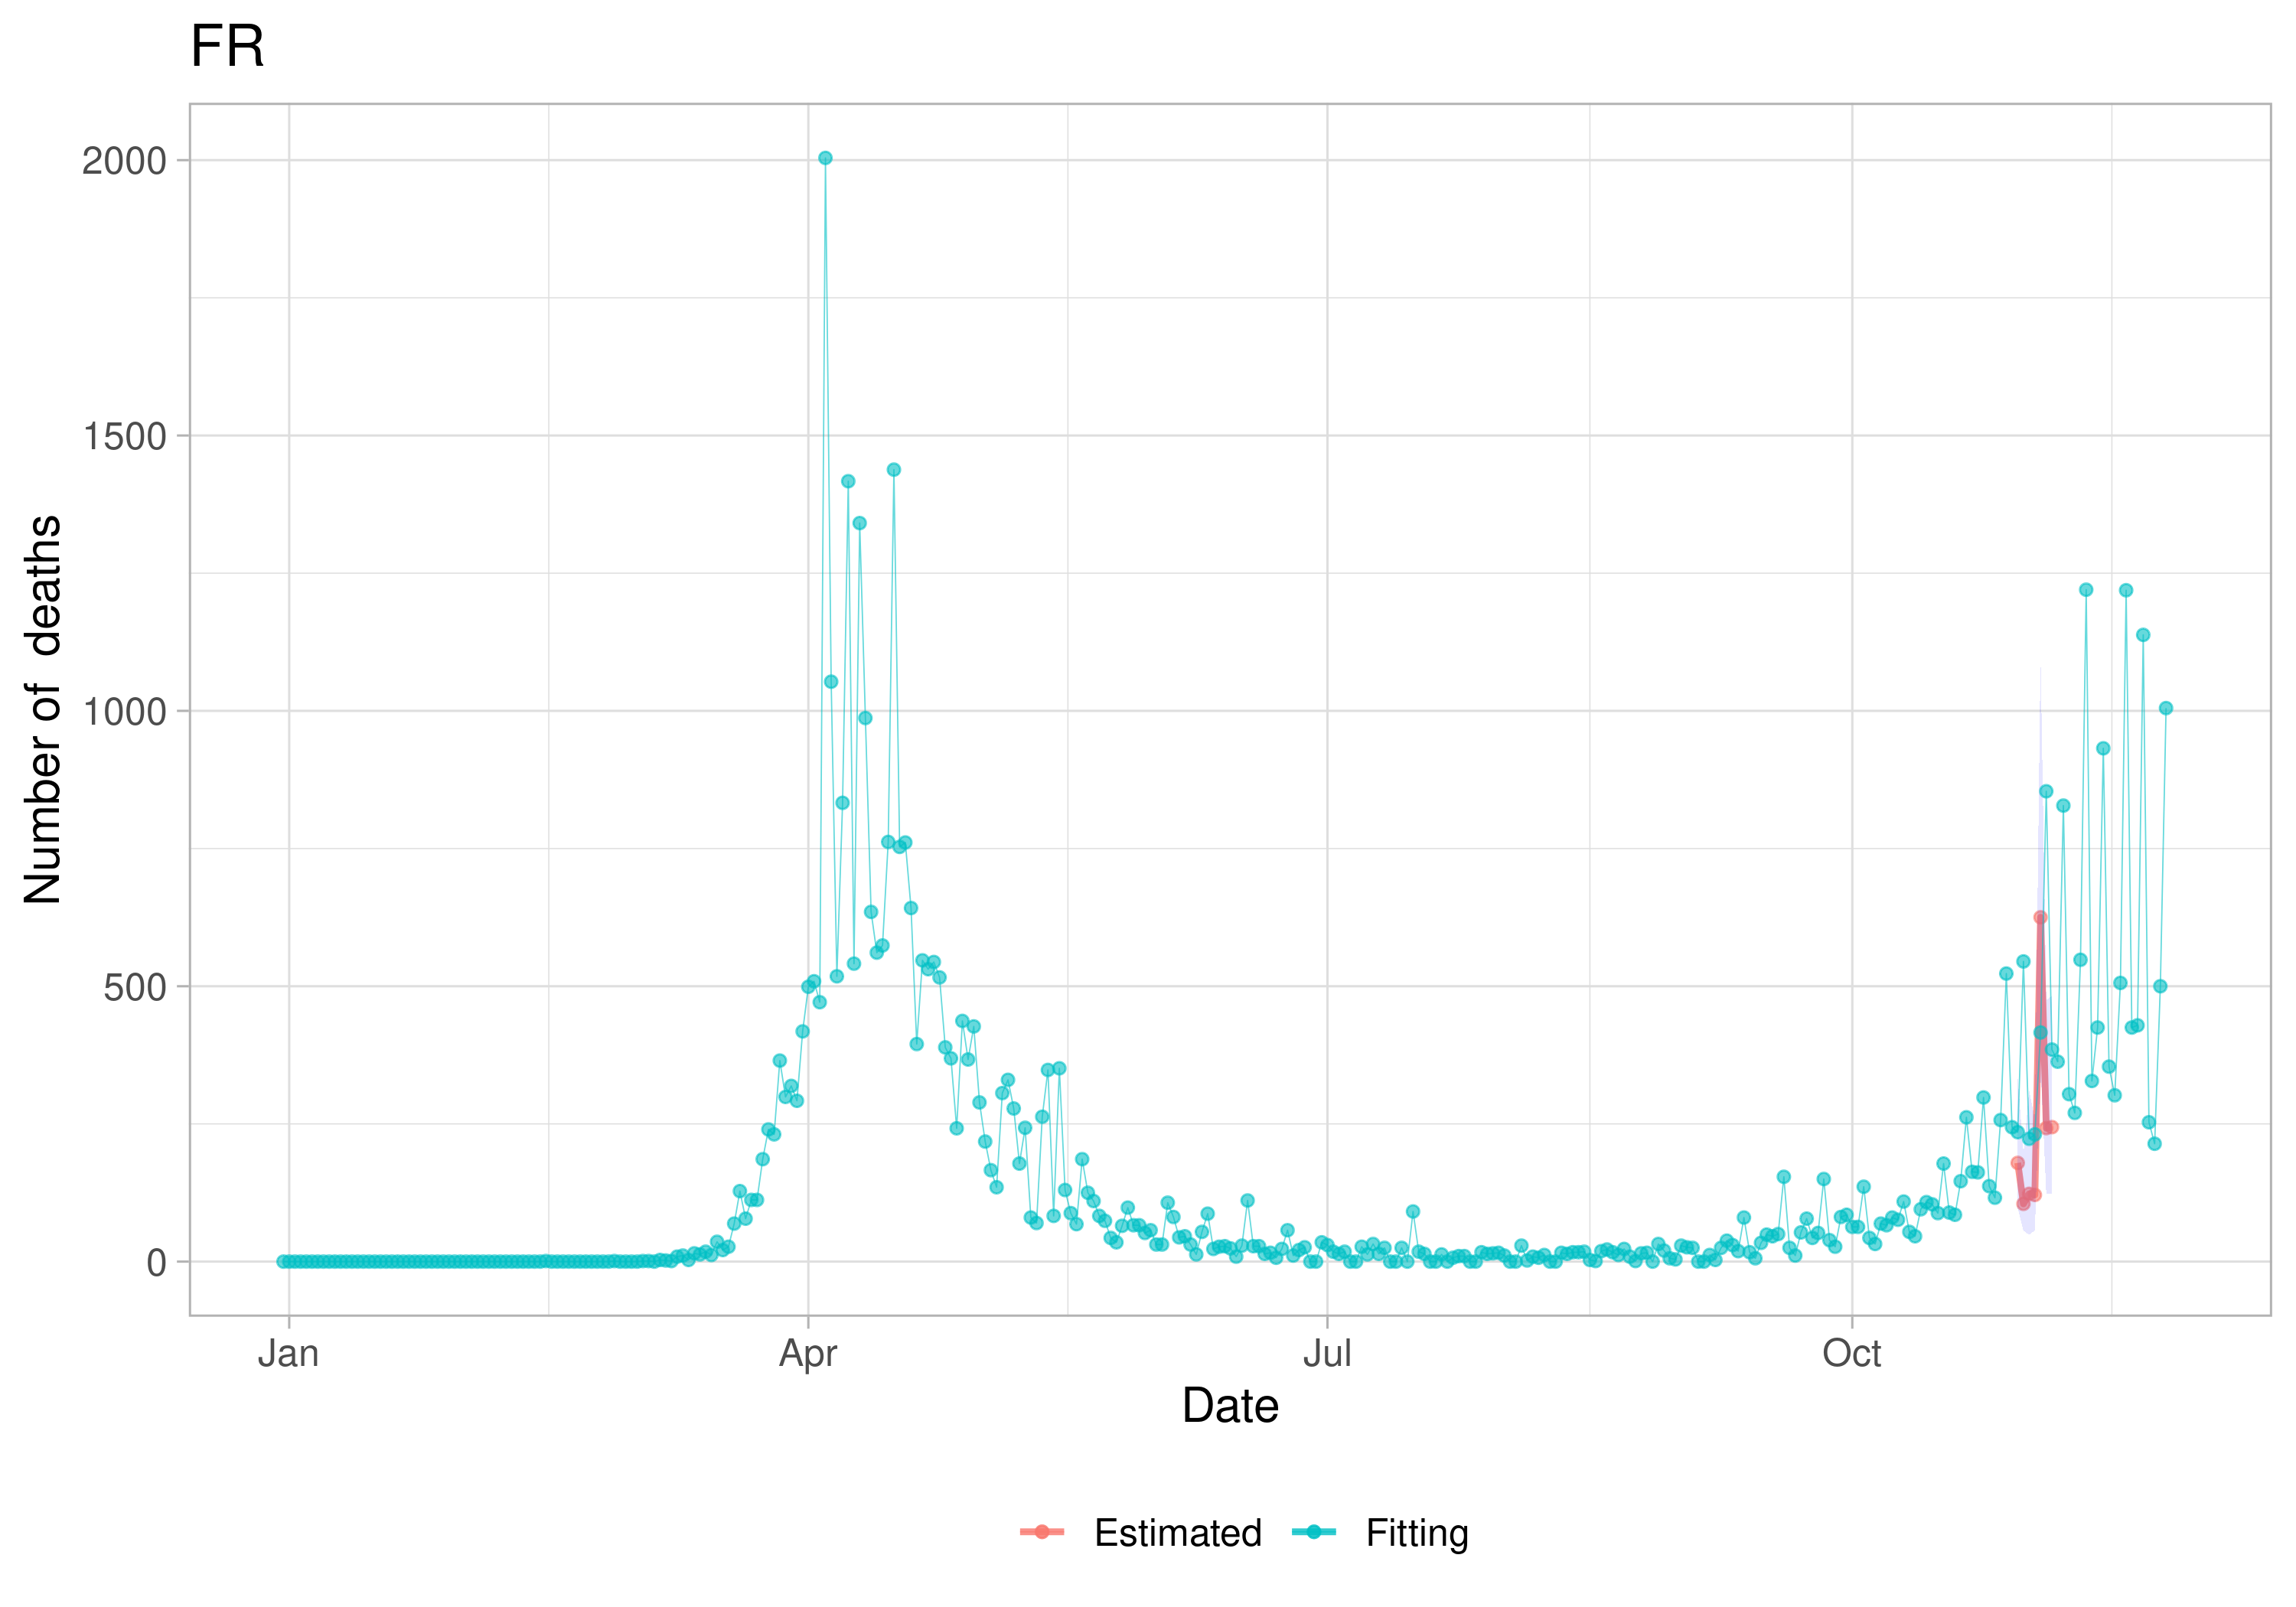 FR
2000
1500
1000
500
0
Number of deaths
Jan Apr Jul Oct
Date
Estimated Fitting